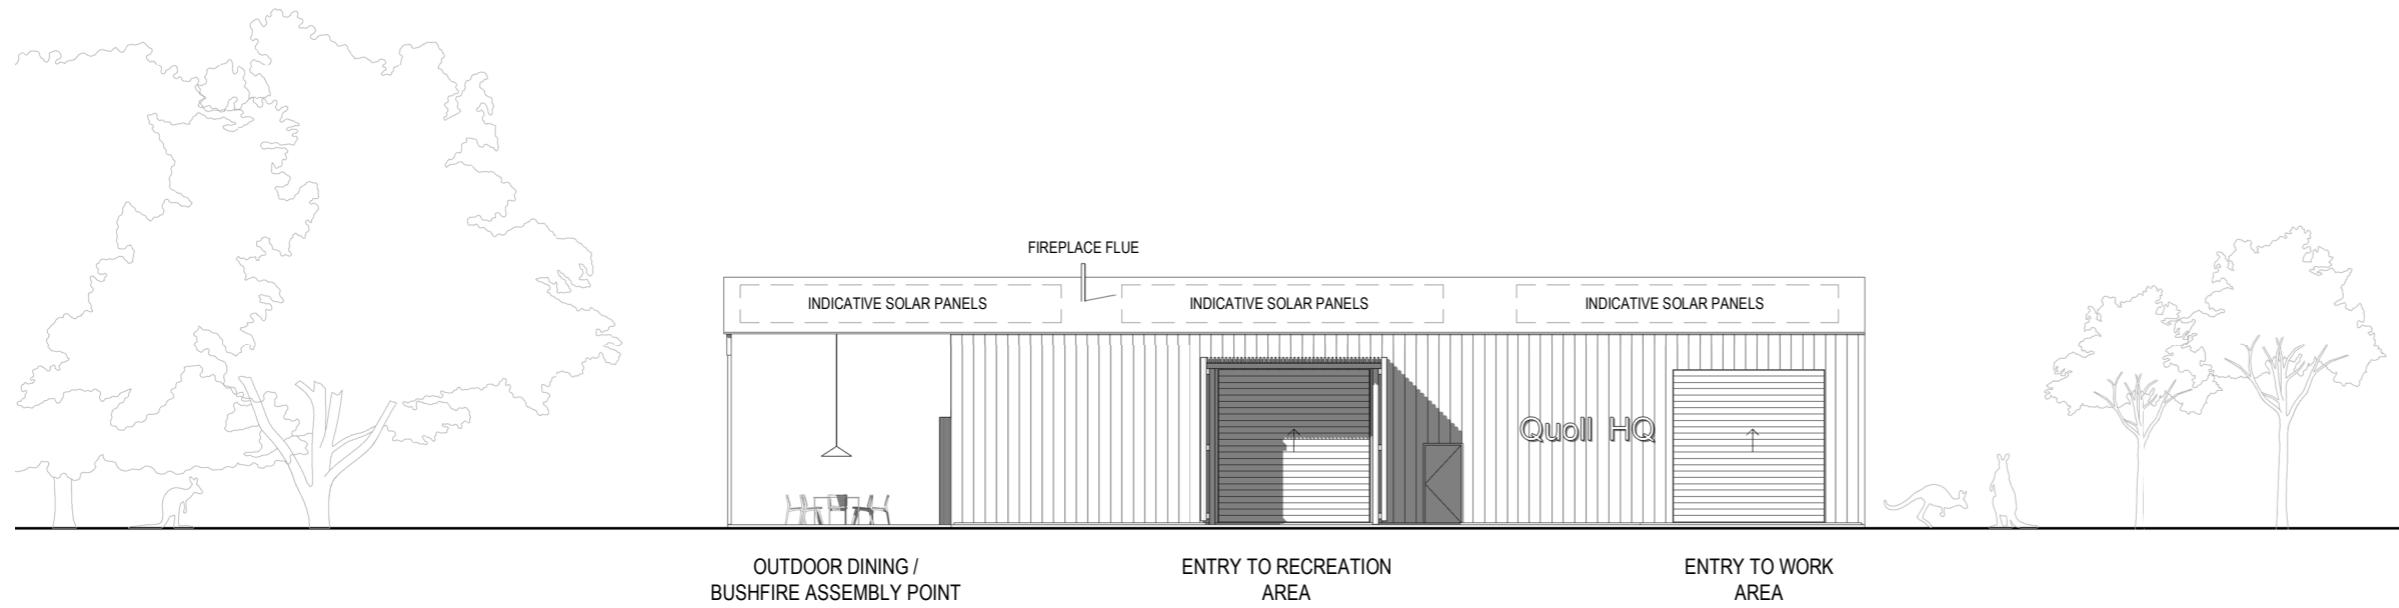 FIREPLACE FLUE
INDICATIVE SOLAR PANELS
INDICATIVE SOLAR PANELS
INDICATIVE SOLAR PANELS
Quoll HQ
OUTDOOR DINING /
BUSHFIRE ASSEMBLY POINT
ENTRY TO RECREATION
AREA
ENTRY TO WORK
AREA